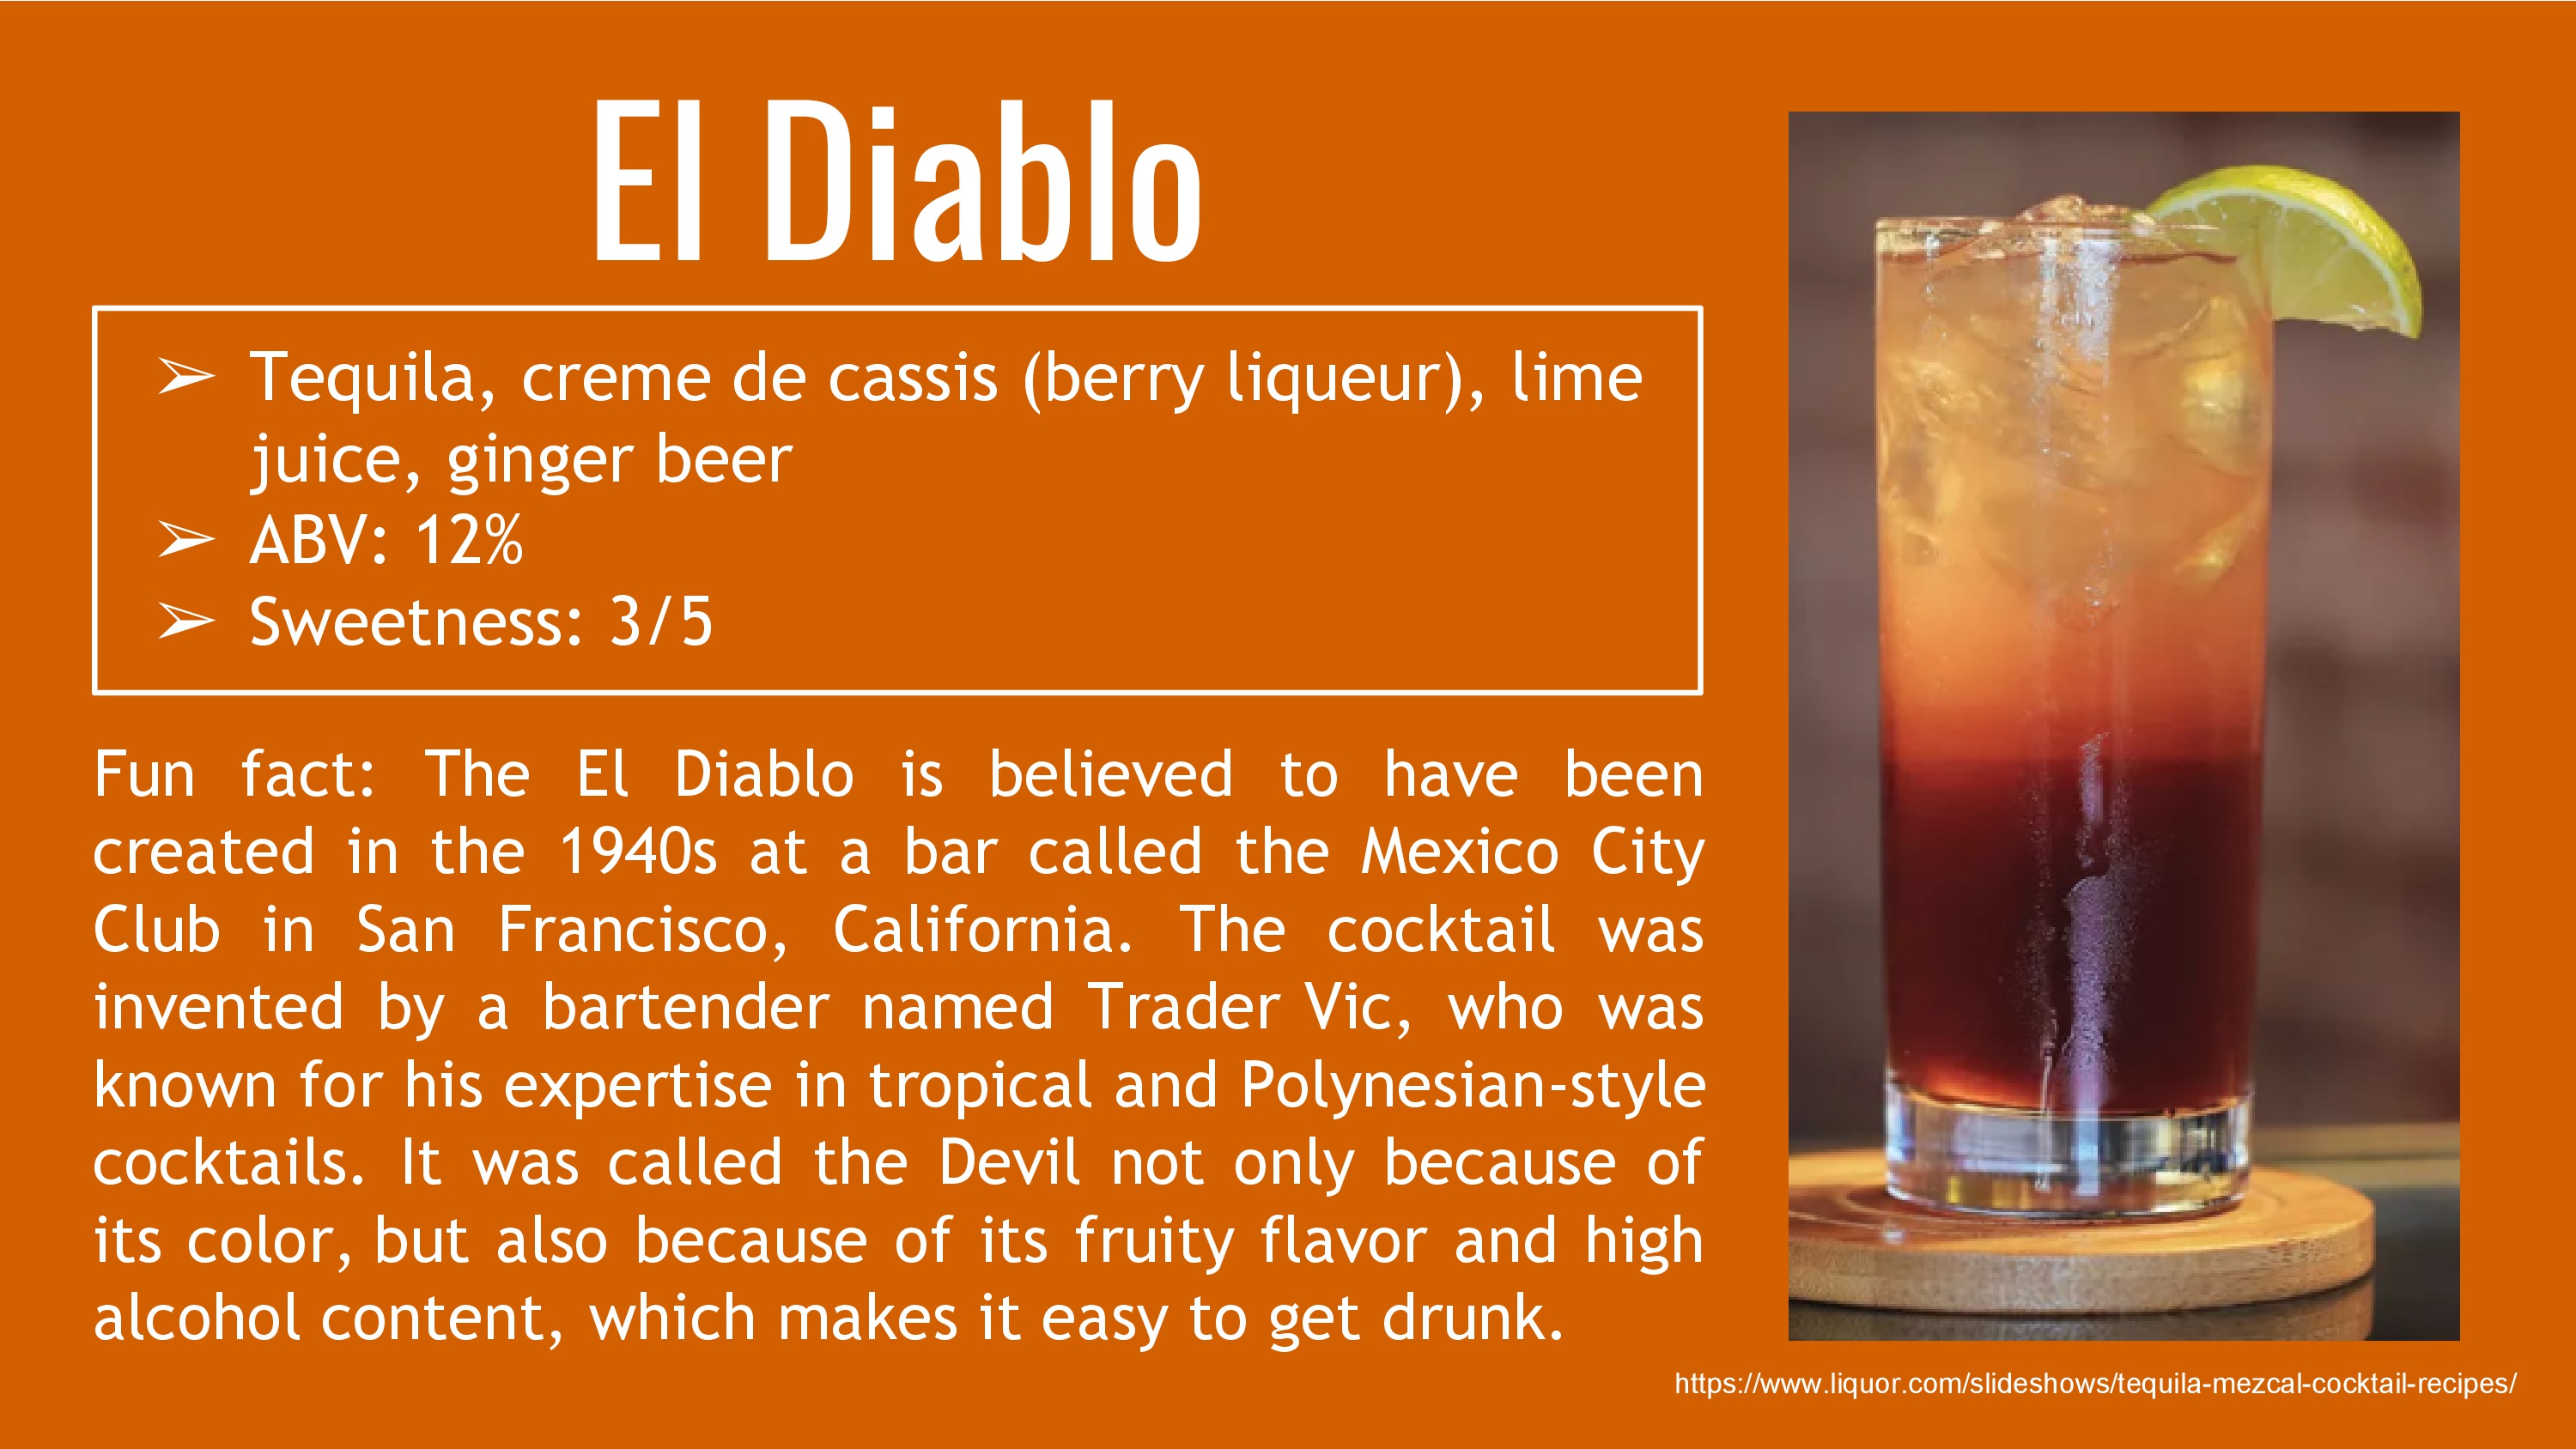 El Diablo
➢ Tequila, creme de cassis (berry liqueur), lime
juice, ginger beer
➢ ABV: 12%
➢ Sweetness: 3/5
Fun fact: The El Diablo is believed to have been
created in the 1940s at a bar called the Mexico City
Club in San Francisco, California. The cocktail was
invented by a bartender named Trader Vic, who was
known for his expertise in tropical and Polynesian-style
cocktails. It was called the Devil not only because of
its color, but also because of its fruity flavor and high
alcohol content, which makes it easy to get drunk.
https://www.liquor.com/slideshows/tequila-mezcal-cocktail-recipes/